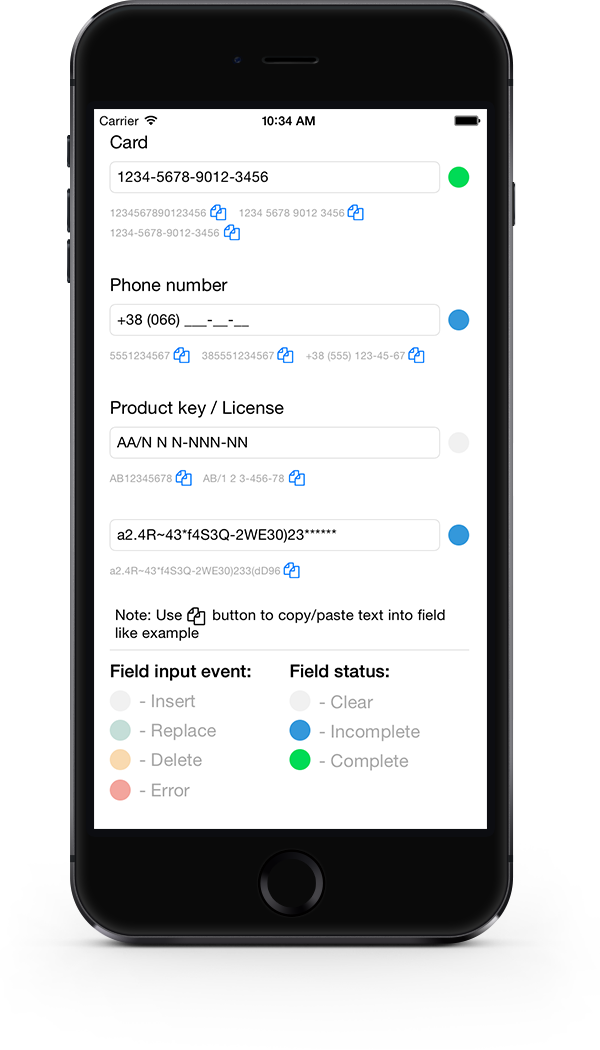 Carrier 10:34 AM
Card
1234-5678-9012-3456
1234567890123456 1234 5678 9012 3456
1234-5678-9012-3456
Phone number
+38 (066) ___-__-__
5551234567 385551234567 +38 (555) 123-45-67
Product key / License
AA/N N N-NNN-NN
AB12345678 AB/1 2 3-456-78
a2.4R~43*f4S3Q-2WE30)23******
a2.4R~43*f4S3Q-2WE30)233(dD96
Note: Use button to copy/paste text into field
like example
Field input event: Field status:
- Insert - Clear
- Replace - Incomplete
- Delete - Complete
- Error